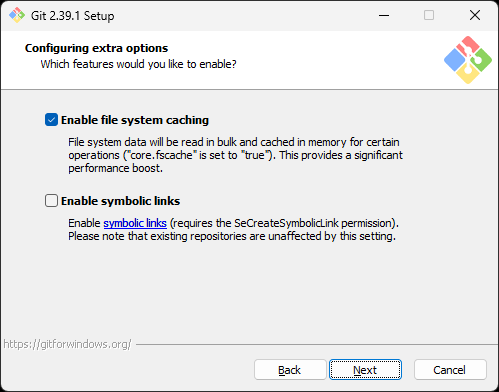 Git 2.39.1 Setup
Configuring extra options
Which features would you like to enable?
Enable file system caching
File system data will be read in bulk and cached in memory for certain
operations ("core.fscache" is set to "true"). This provides a significant
performance boost.
Enable symbolic links
Enable symbolic links (requires the SeCreateSymbolicLink permission).
Please note that existing repositories are unaffected by this setting.
https://gitforwindows.org/
Back Next Cancel